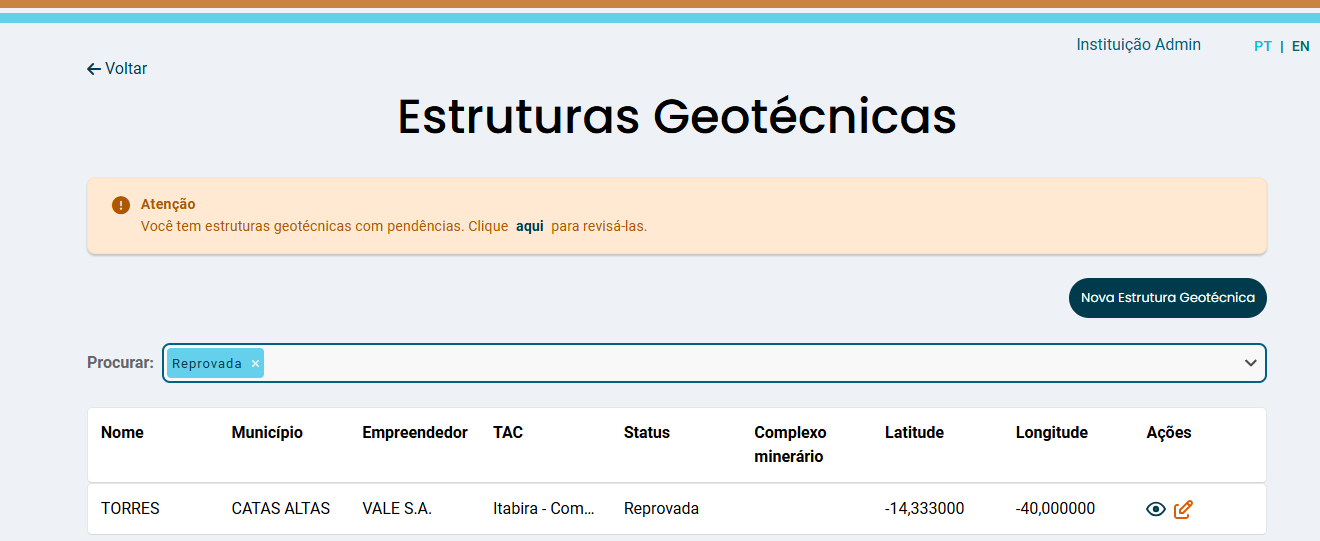 Instituição Admin
PT | EN
Voltar
Estruturas Geotécnicas
Atenção
Você tem estruturas geotécnicas com pendências. Clique aqui para revisá-las.
Nova Estrutura Geotécnica
Procurar: Reprovada ×
Nome Município Empreendedor TAC Status Complexo minerário Latitude Longitude Ações
TORRES CATAS ALTAS VALE S.A. Itabira - Com... Reprovada -14,333000 -40,000000